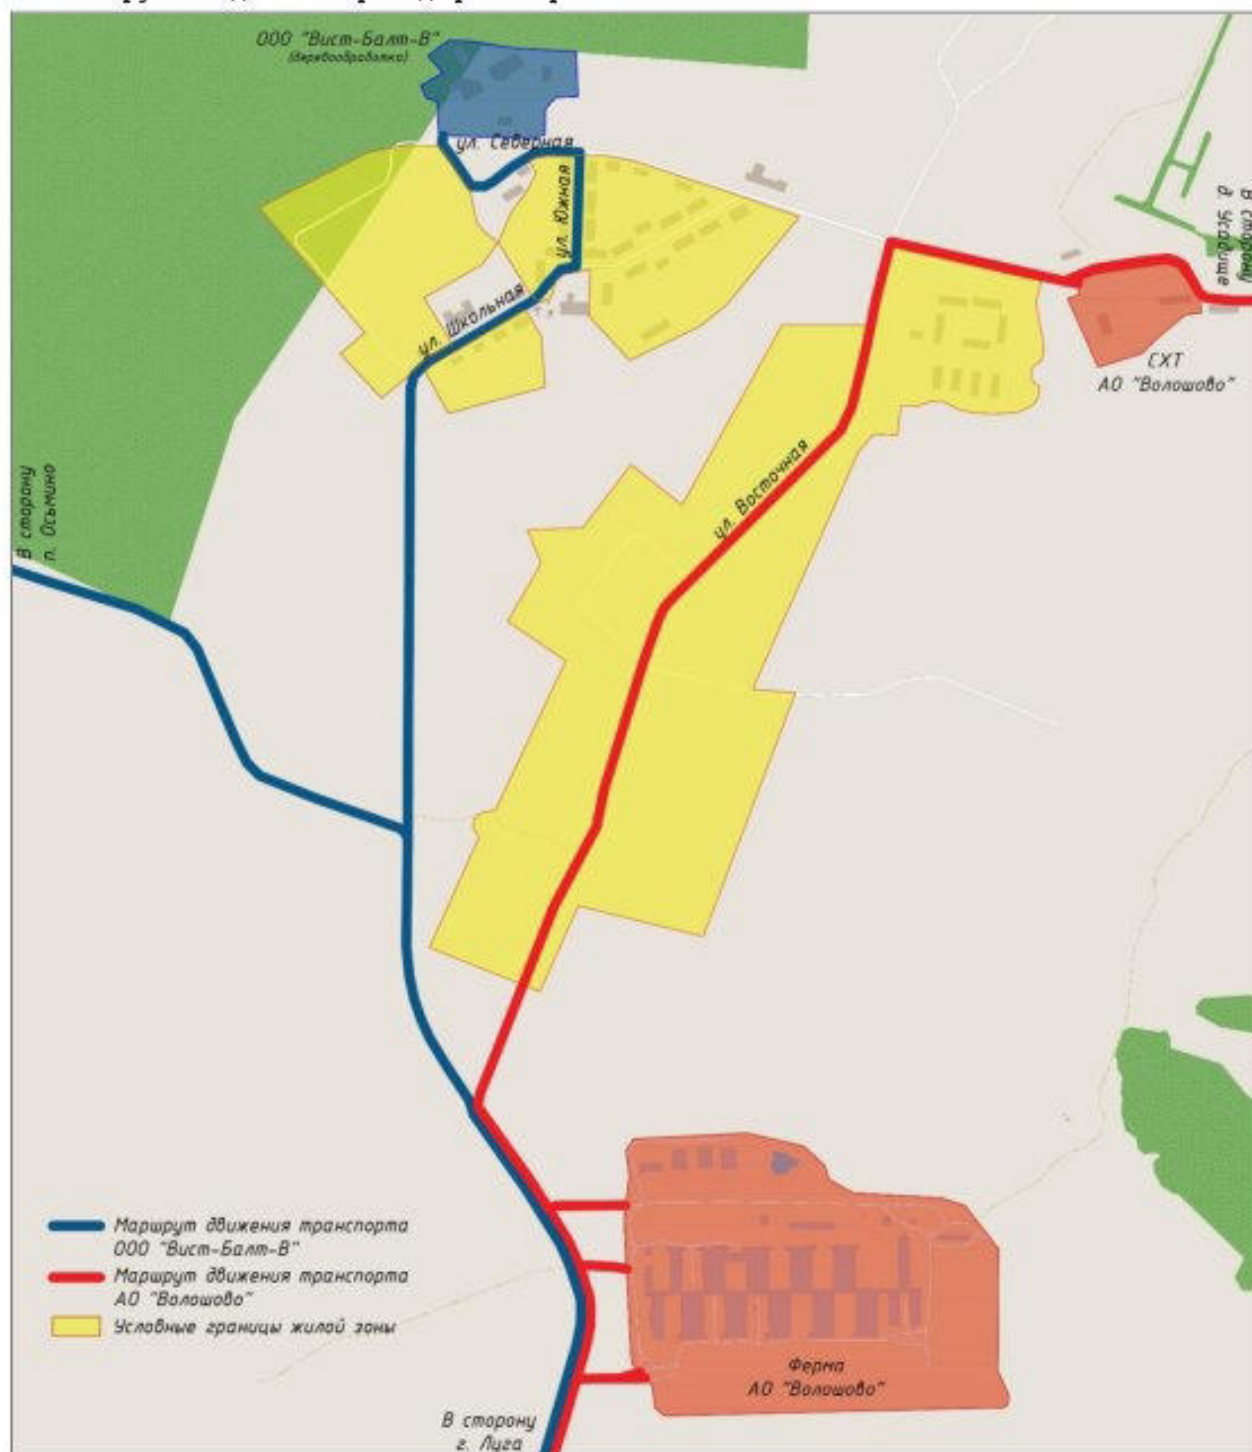 ООО "Вист-Балт-В"
(деревообработка)
ул. Северная
ул. Южная
ул. Школьная
В сторону
д. Усадище
СХТ
АО "Волошово"
ул. Восточная
В сторону
п. Осьмино
Маршрут движения транспорта
ООО "Вист-Балт-В"
Маршрут движения транспорта
АО "Волошово"
Условные границы жилой зоны
Ферма
АО "Волошово"
В сторону
г. Луга